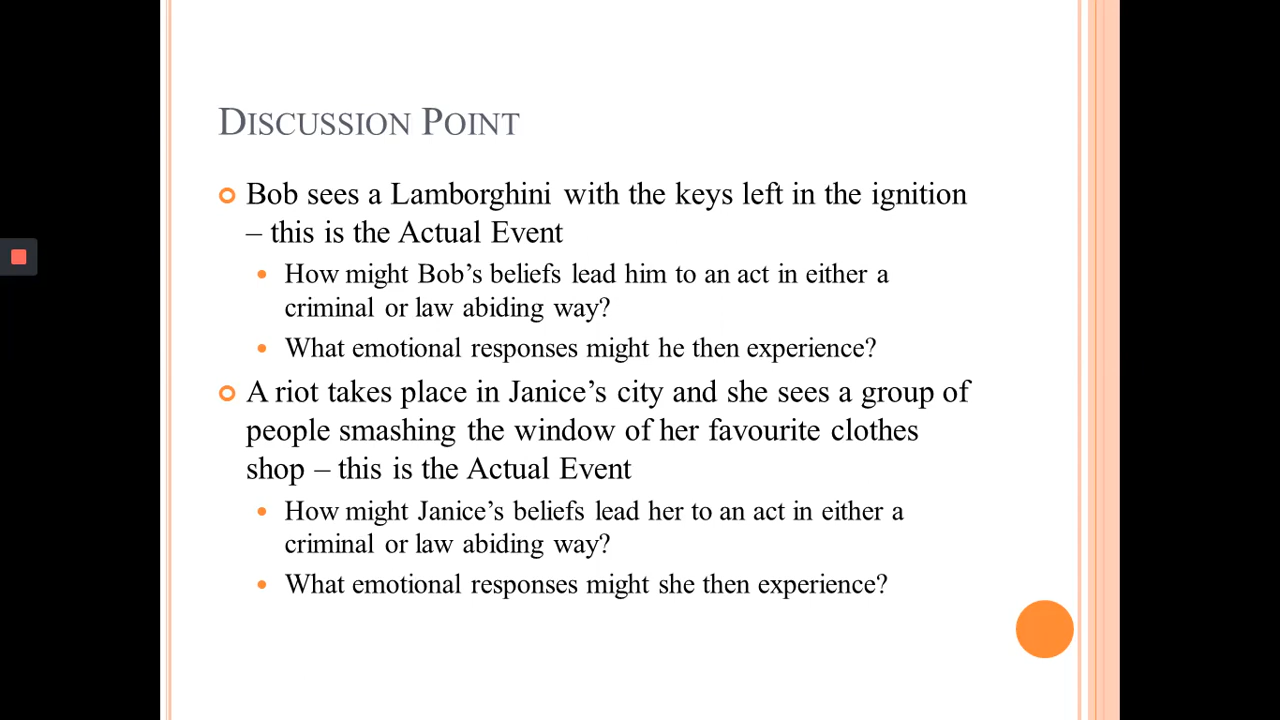 DISCUSSION POINT
Bob sees a Lamborghini with the keys left in the ignition
– this is the Actual Event
How might Bob’s beliefs lead him to an act in either a
criminal or law abiding way?
What emotional responses might he then experience?
A riot takes place in Janice’s city and she sees a group of
people smashing the window of her favourite clothes
shop – this is the Actual Event
How might Janice’s beliefs lead her to an act in either a
criminal or law abiding way?
What emotional responses might she then experience?